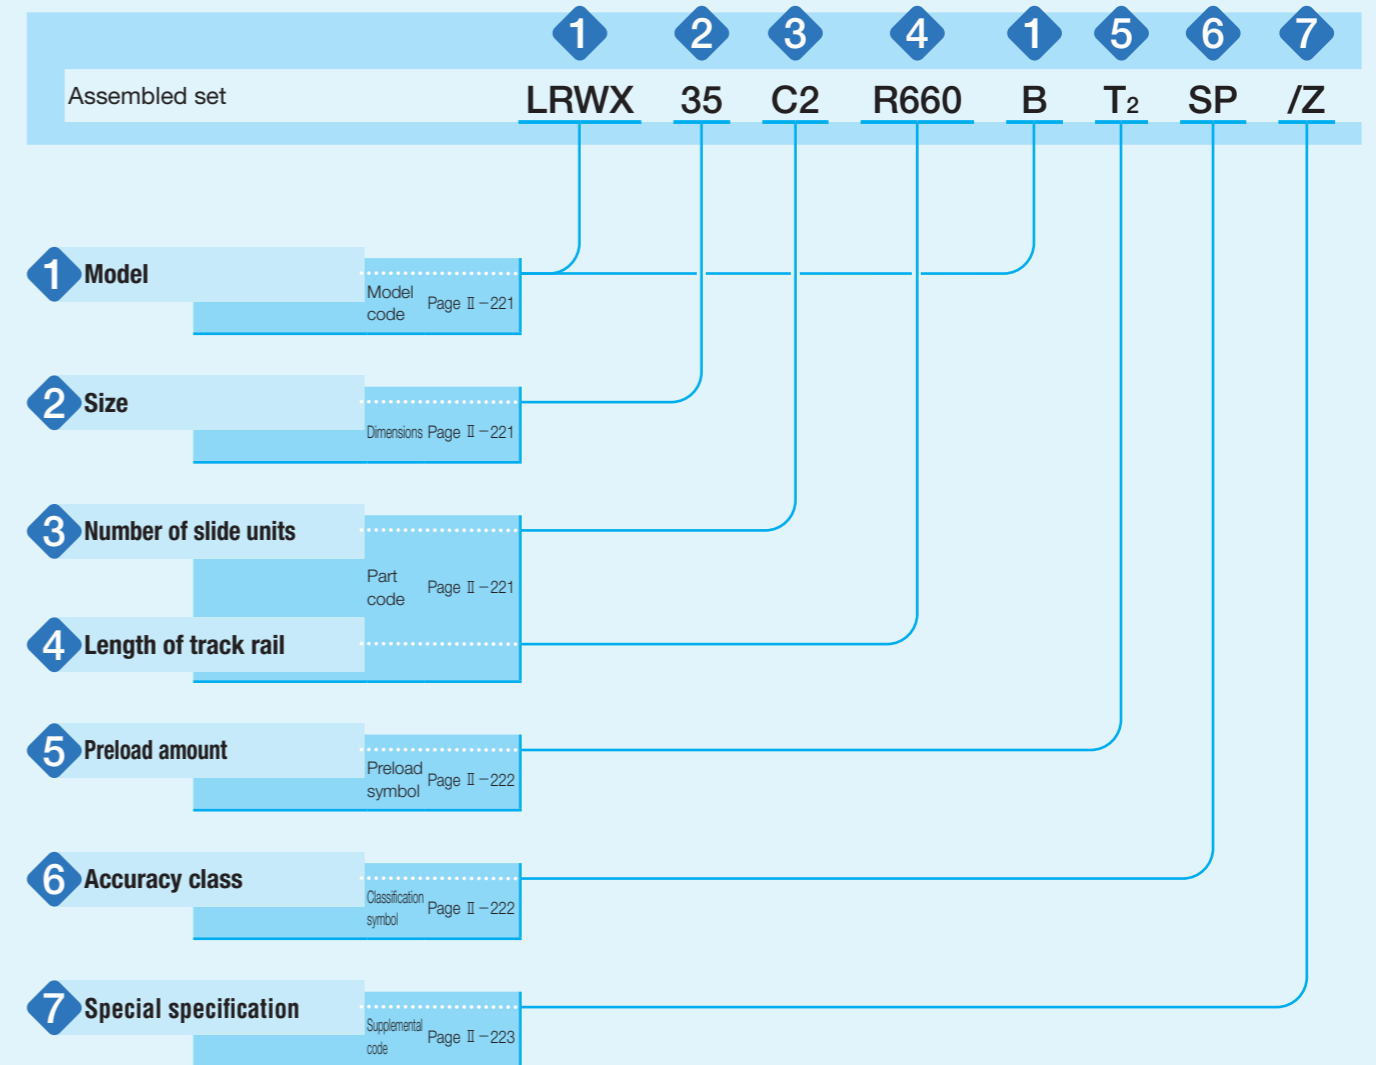 1 2 3 4 1 5 6 7
Assembled set LRWX 35 C2 R660 B T2 SP /Z
1 Model
Model code Page Ⅱ－221
2 Size
Dimensions Page Ⅱ－221
3 Number of slide units
Part code Page Ⅱ－221
4 Length of track rail
5 Preload amount
Preload symbol Page Ⅱ－222
6 Accuracy class
Classification symbol Page Ⅱ－222
7 Special specification
Supplemental code Page Ⅱ－223